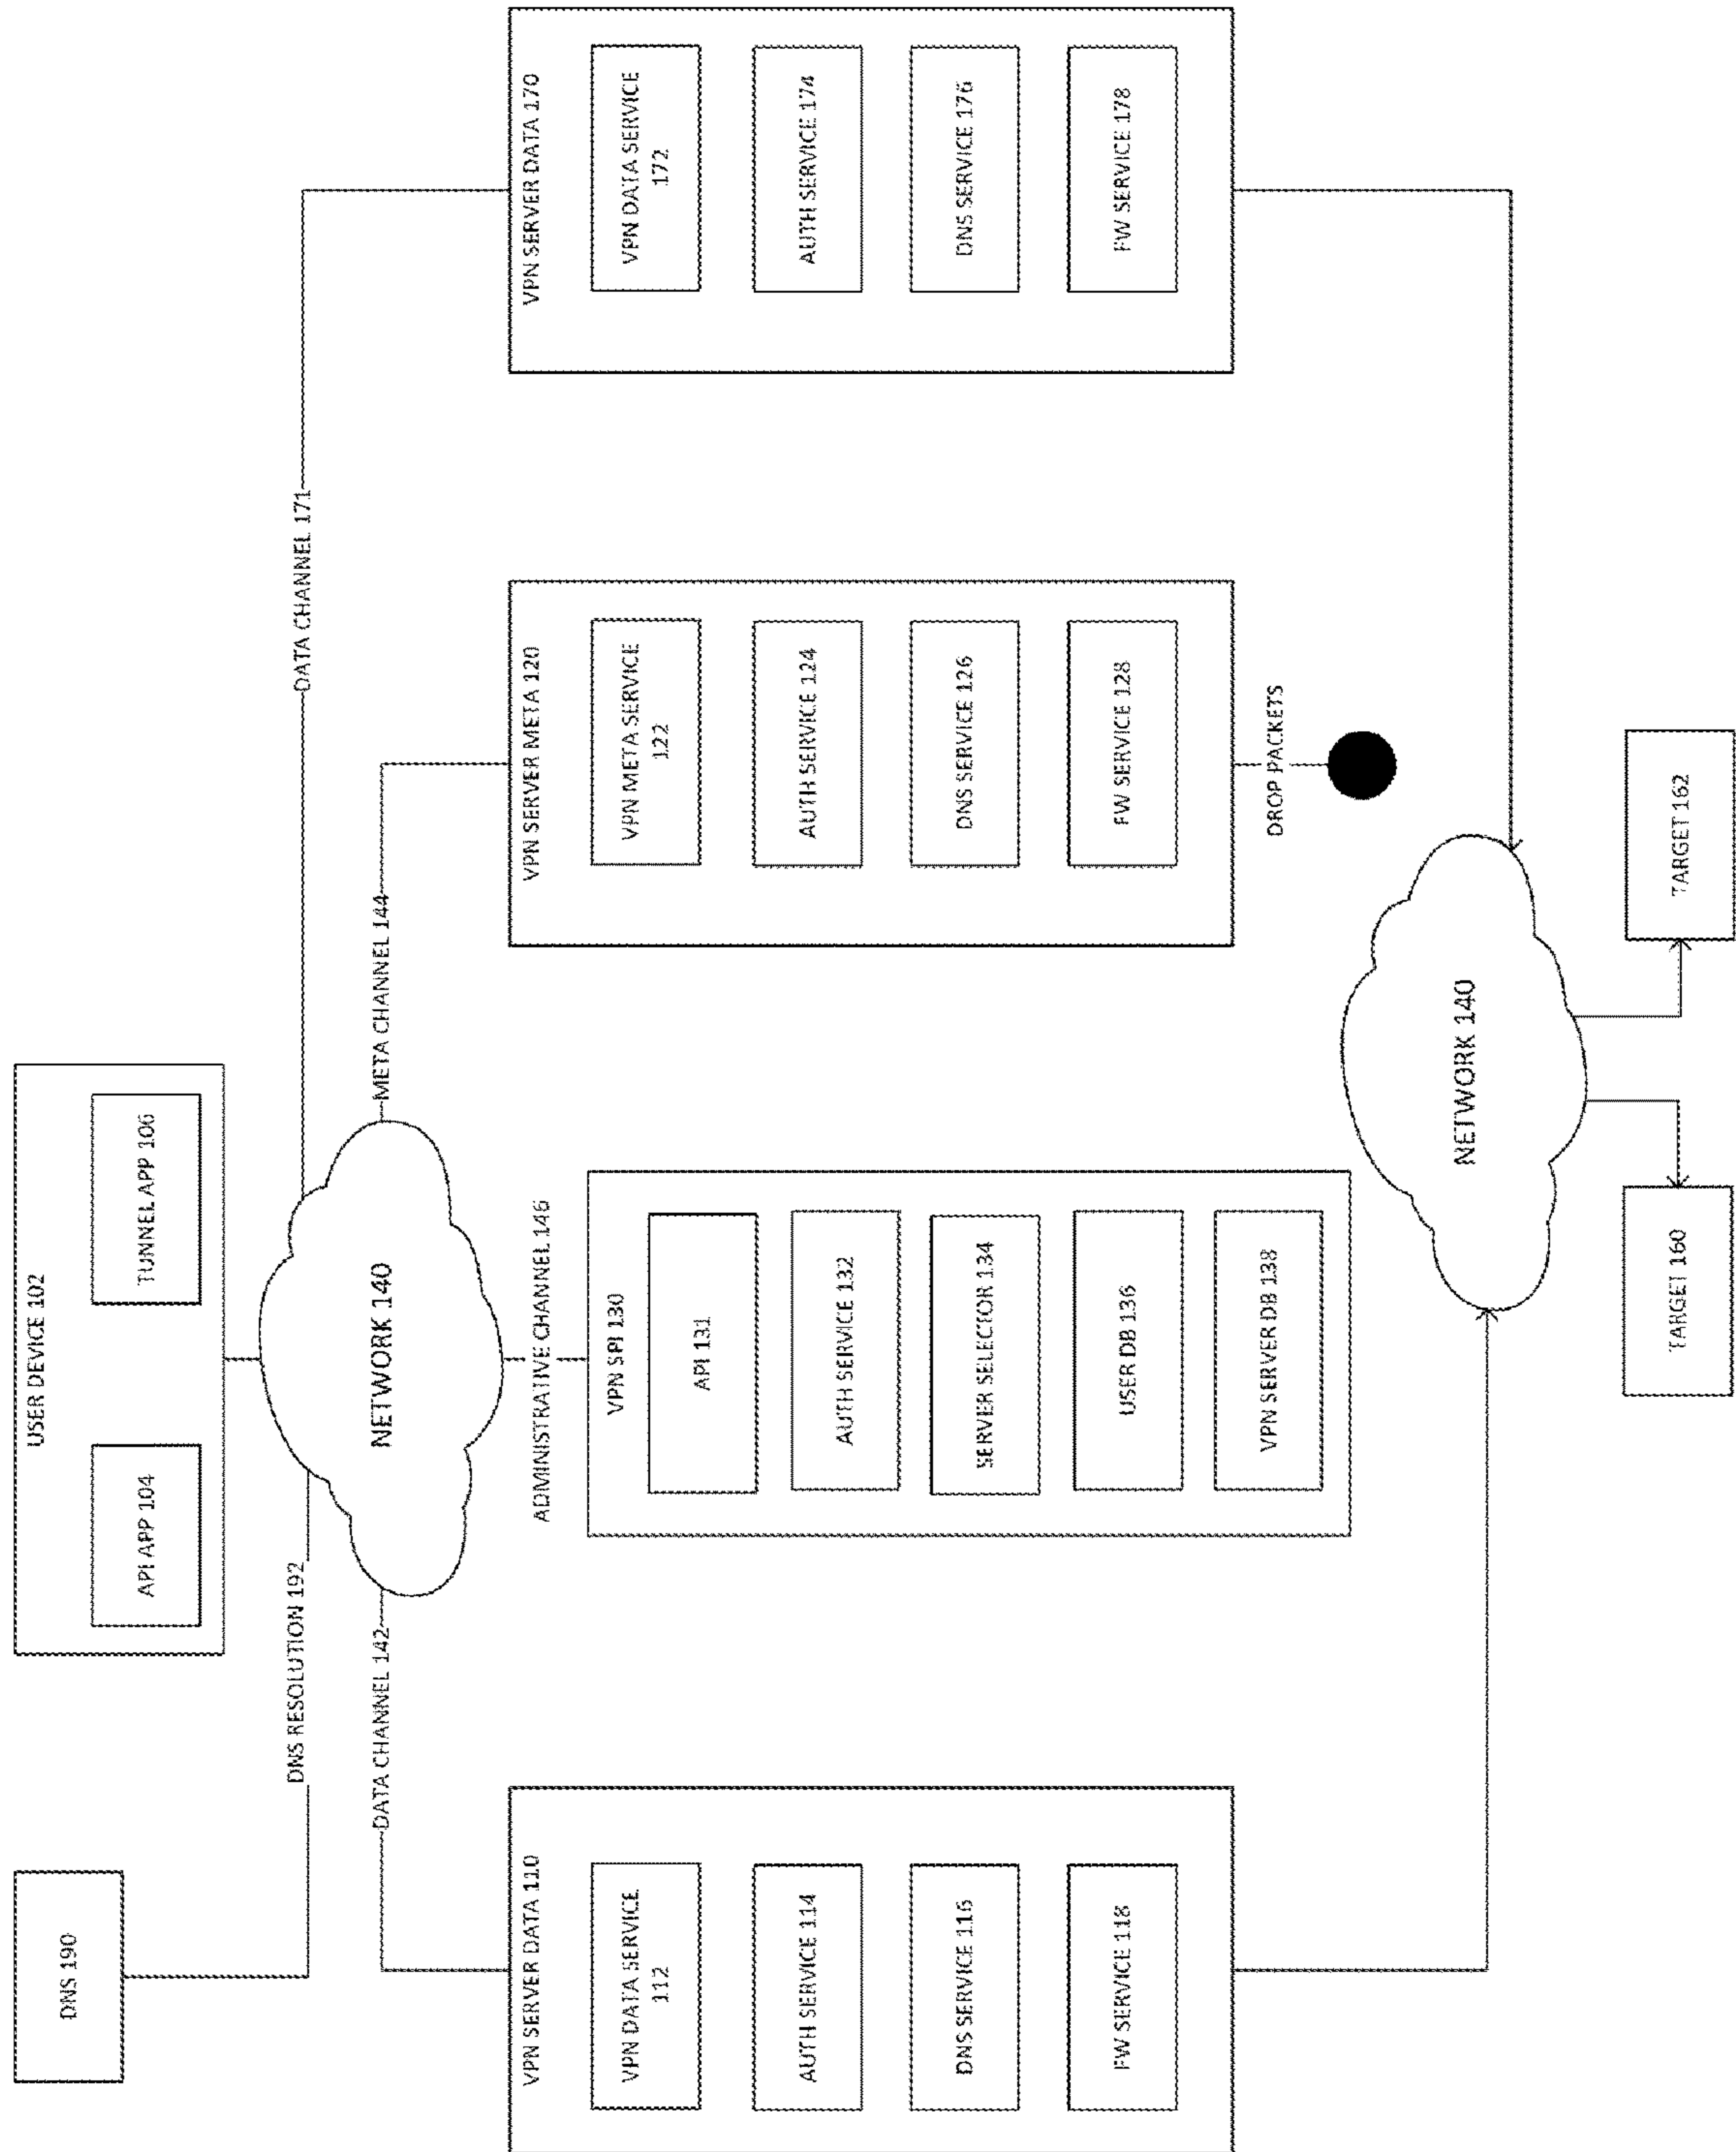 DNS 190
USER DEVICE 102
API APP 104
TUNNEL APP 106
DNS RESOLUTION 192
DATA CHANNEL 171
NETWORK 140
DATA CHANNEL 142
META CHANNEL 144
ADMINISTRATIVE CHANNEL 146
VPN SERVER DATA 110
VPN DATA SERVICE
112
AUTH SERVICE 114
DNS SERVICE 116
FW SERVICE 118
VPN SPI 130
API 131
AUTH SERVICE 132
SERVER SELECTOR 134
USER DB 136
VPN SERVER DB 138
VPN SERVER META 120
VPN META SERVICE
122
AUTH SERVICE 124
DNS SERVICE 126
FW SERVICE 128
DROP PACKETS
VPN SERVER DATA 170
VPN DATA SERVICE
172
AUTH SERVICE 174
DNS SERVICE 176
FW SERVICE 178
NETWORK 140
TARGET 160
TARGET 162